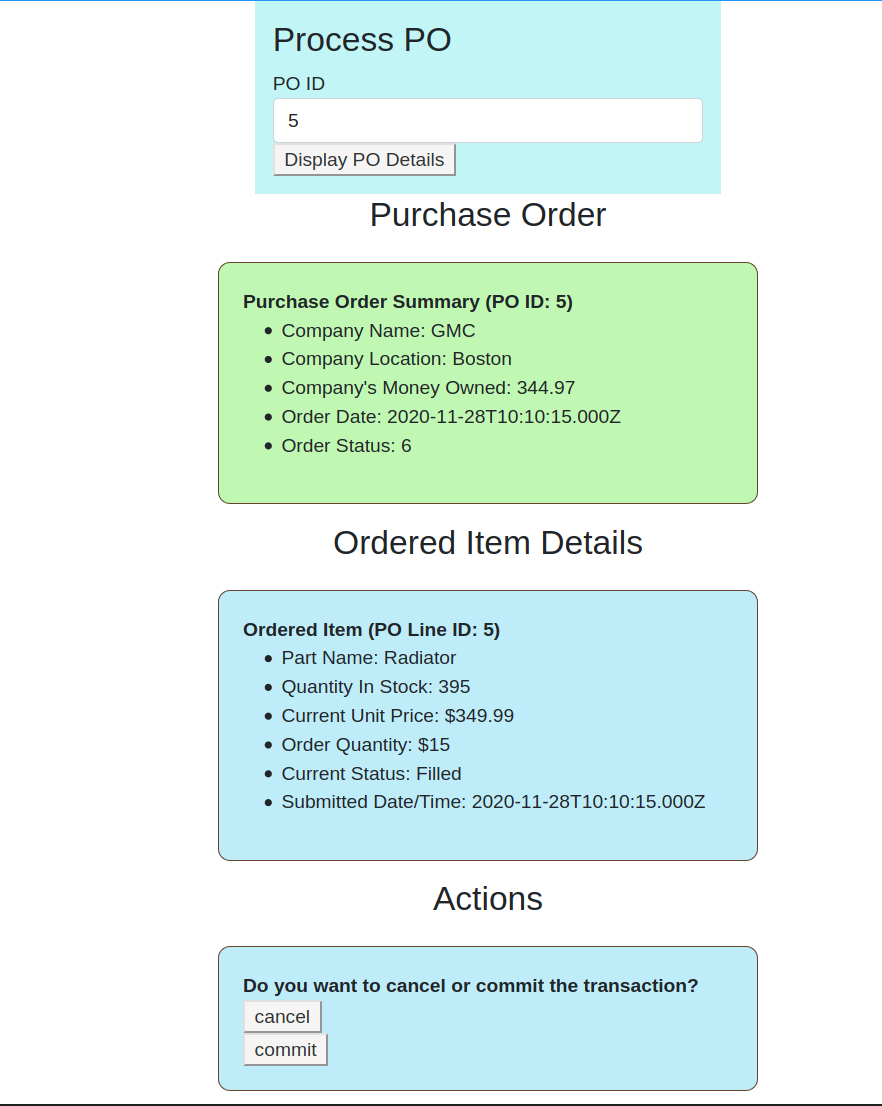 Process PO
PO ID
5
Display PO Details
Purchase Order
Purchase Order Summary (PO ID: 5)
Company Name: GMC
Company Location: Boston
Company's Money Owned: 344.97
Order Date: 2020-11-28T10:10:15.000Z
Order Status: 6
Ordered Item Details
Ordered Item (PO Line ID: 5)
Part Name: Radiator
Quantity In Stock: 395
Current Unit Price: $349.99
Order Quantity: $15
Current Status: Filled
Submitted Date/Time: 2020-11-28T10:10:15.000Z
Actions
Do you want to cancel or commit the transaction?
cancel
commit